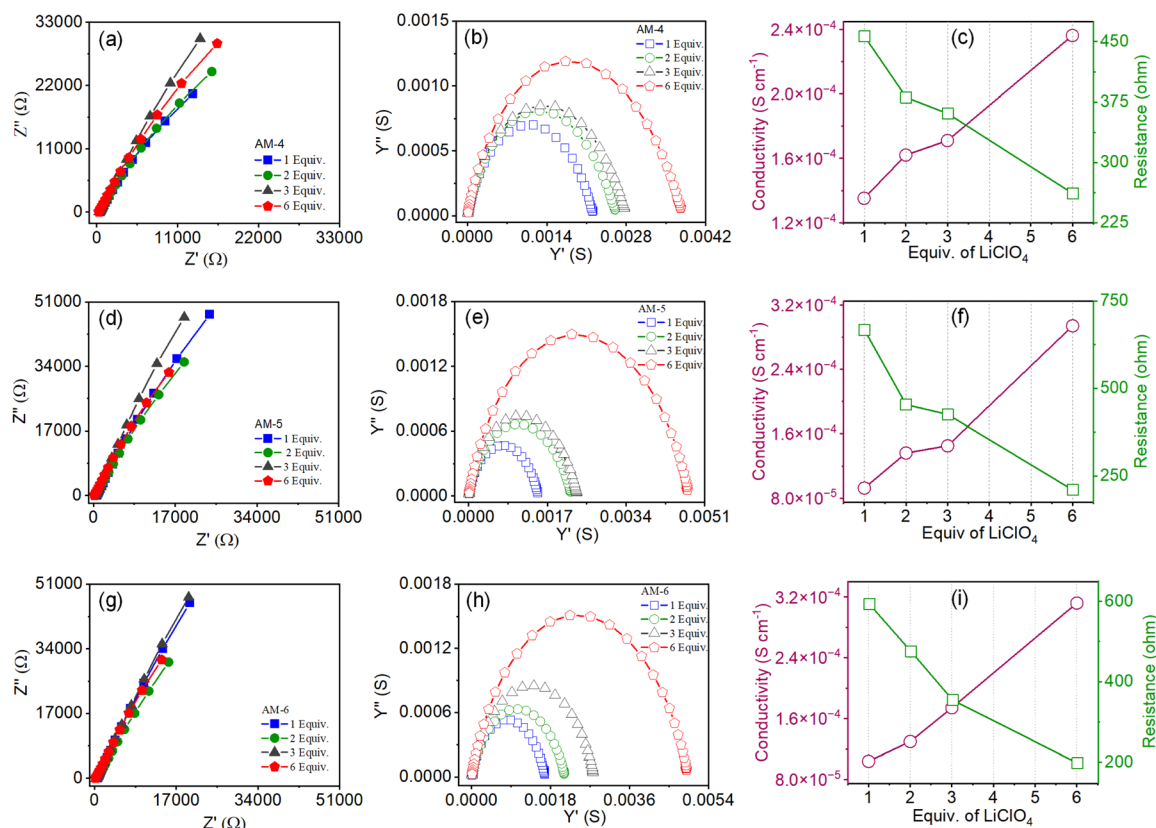 (a)
33000
22000
11000
0
Z'' (Ω)
AM-4
1 Equiv.
2 Equiv.
3 Equiv.
6 Equiv.
0
11000
22000
33000
Z' (Ω)
(b)
0.0015
0.0010
0.0005
0.0000
Y'' (S)
AM-4
1 Equiv.
2 Equiv.
3 Equiv.
6 Equiv.
0.0000
0.0014
0.0028
0.0042
Y' (S)
(c)
2.4×10⁻⁴
2.0×10⁻⁴
1.6×10⁻⁴
1.2×10⁻⁴
Conductivity (S cm⁻¹)
450
375
300
225
Resistance (ohm)
1
2
3
4
5
6
Equiv. of LiClO₄
(d)
51000
34000
17000
0
Z'' (Ω)
AM-5
1 Equiv.
2 Equiv.
3 Equiv.
6 Equiv.
0
17000
34000
51000
Z' (Ω)
(e)
0.0018
0.0012
0.0006
0.0000
Y'' (S)
AM-5
1 Equiv.
2 Equiv.
3 Equiv.
6 Equiv.
0.0000
0.0017
0.0034
0.0051
Y' (S)
(f)
3.2×10⁻⁴
2.4×10⁻⁴
1.6×10⁻⁴
8.0×10⁻⁵
Conductivity (S cm⁻¹)
750
500
250
Resistance (ohm)
1
2
3
4
5
6
Equiv of LiClO₄
(g)
51000
34000
17000
0
Z'' (Ω)
AM-6
1 Equiv.
2 Equiv.
3 Equiv.
6 Equiv.
0
17000
34000
51000
Z' (Ω)
(h)
0.0018
0.0012
0.0006
0.0000
Y'' (S)
AM-6
1 Equiv.
2 Equiv.
3 Equiv.
6 Equiv.
0.0000
0.0018
0.0036
0.0054
Y' (S)
(i)
3.2×10⁻⁴
2.4×10⁻⁴
1.6×10⁻⁴
8.0×10⁻⁵
Conductivity (S cm⁻¹)
600
400
200
Resistance (ohm)
1
2
3
4
5
6
Equiv. of LiClO₄